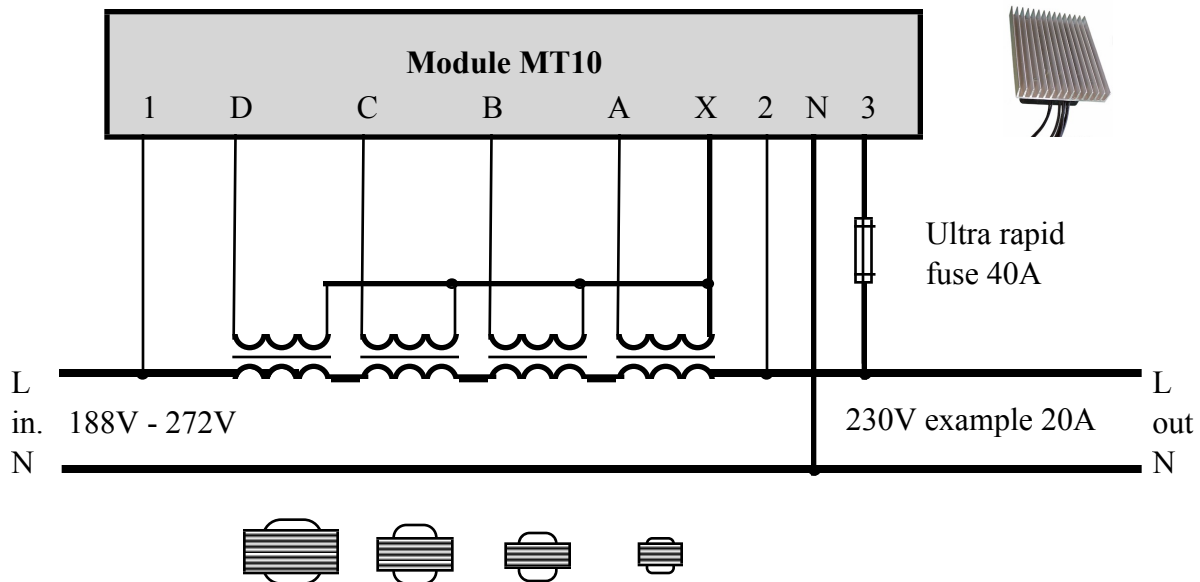 Module MT10
1 D C B A X 2 N 3
Ultra rapid
fuse 40A
L L
in. 188V - 272V 230V example 20A out
N N